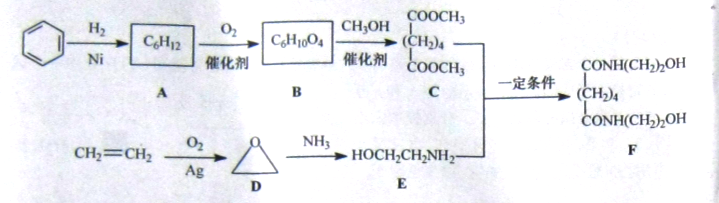 H₂
Ni
C₆H₁₂
A
O₂
催化剂
C₆H₁₀O₄
B
CH₃OH
催化剂
COOCH₃
(CH₂)₄
COOCH₃
C
一定条件
CONH(CH₂)₂OH
(CH₂)₄
CONH(CH₂)₂OH
F
CH₂=CH₂
O₂
Ag
O
D
NH₃
HOCH₂CH₂NH₂
E